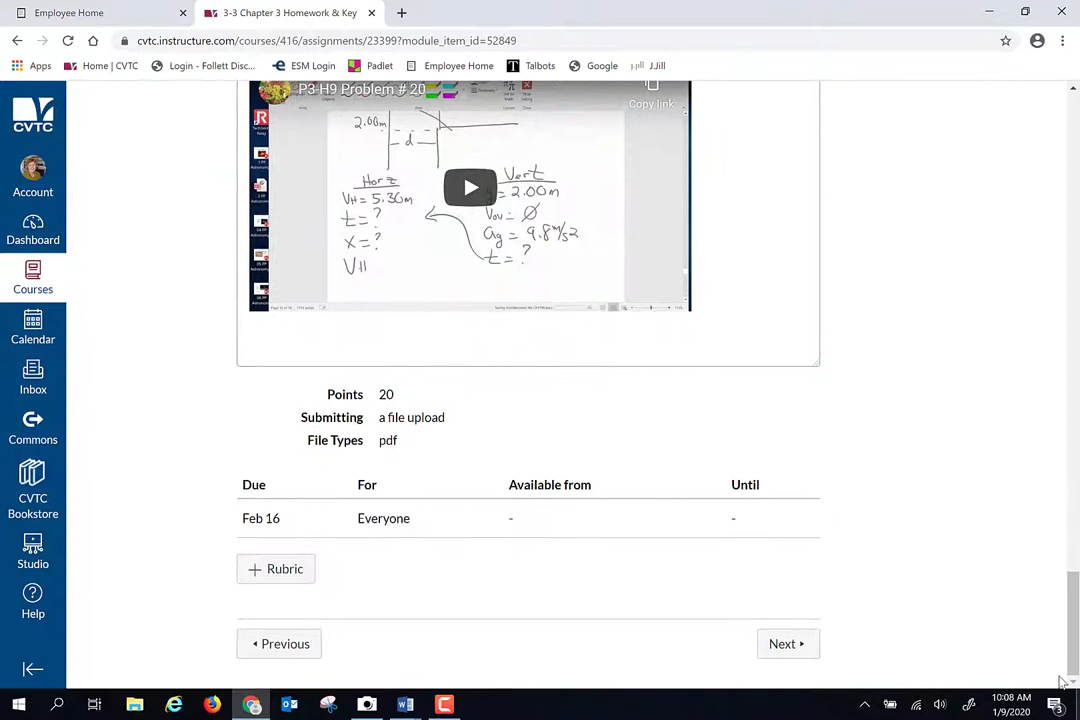 Employee Home
3-3 Chapter 3 Homework & Key
cvtc.instructure.com/courses/416/assignments/23399?module_item_id=52849
Apps
Home | CVTC
Login - Follett Disc...
ESM Login
Padlet
Employee Home
Talbots
Google
J.Jill
CVTC
Account
Dashboard
Courses
Calendar
Inbox
Commons
CVTC
Bookstore
Studio
Help
P3-H9 Problem # 20
Copy link
2.00m
d
Horz
VH = 5.30m
t = ?
x = ?
VH
Vert
= 2.00m
Vov = Ø
ag = 9.8 m/s2
t = ?
Points 20
Submitting a file upload
File Types pdf
Due For Available from Until
Feb 16 Everyone - -
+ Rubric
Previous
Next
10:08 AM
1/9/2020
3